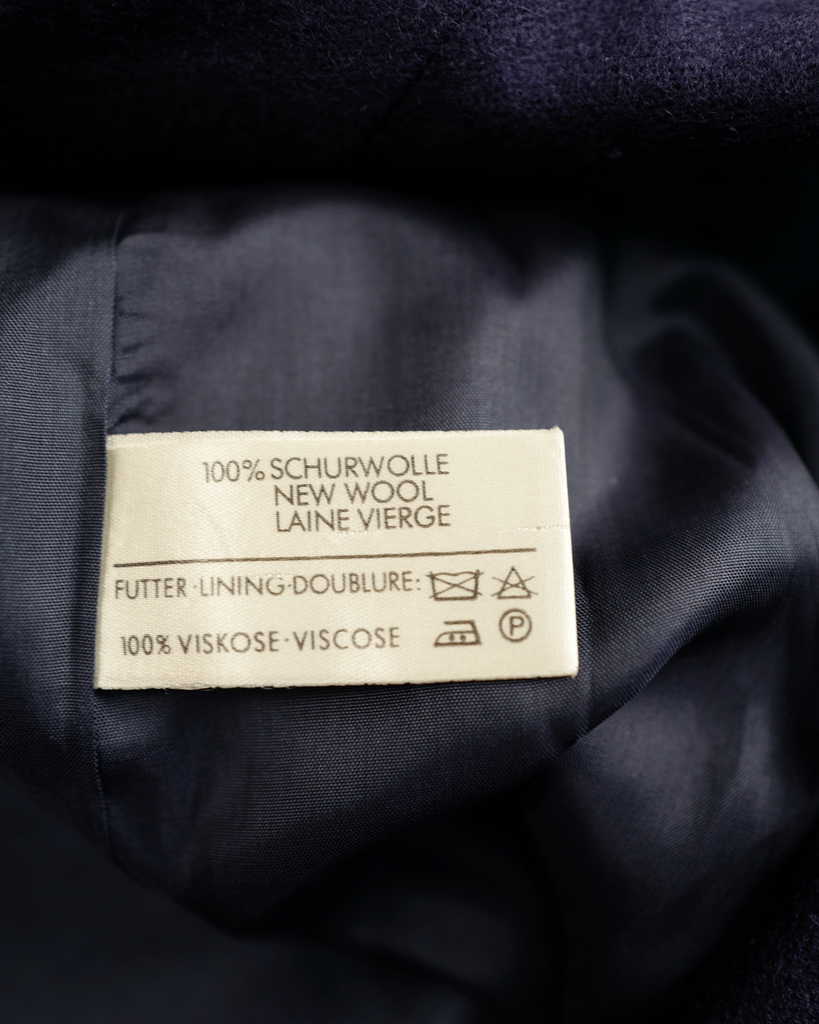 100% SCHURWOLLE
NEW WOOL
LAINE VIERGE
FUTTER·LINING·DOUBLURE:
100% VISKOSE·VISCOSE
P